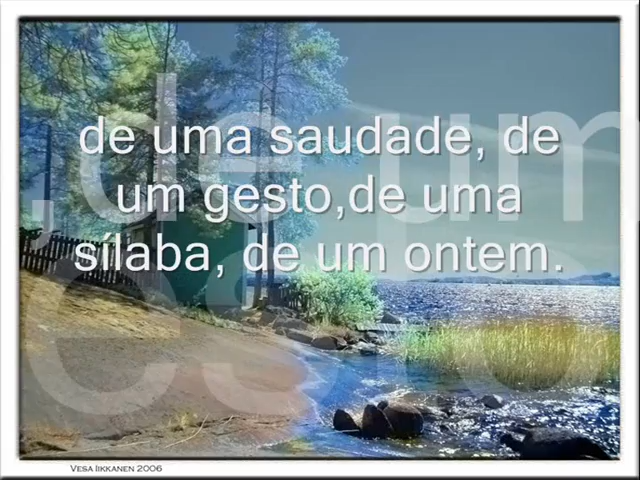 de uma saudade, de
um gesto,de uma
sílaba, de um ontem.
Vesa Iikkanen 2006